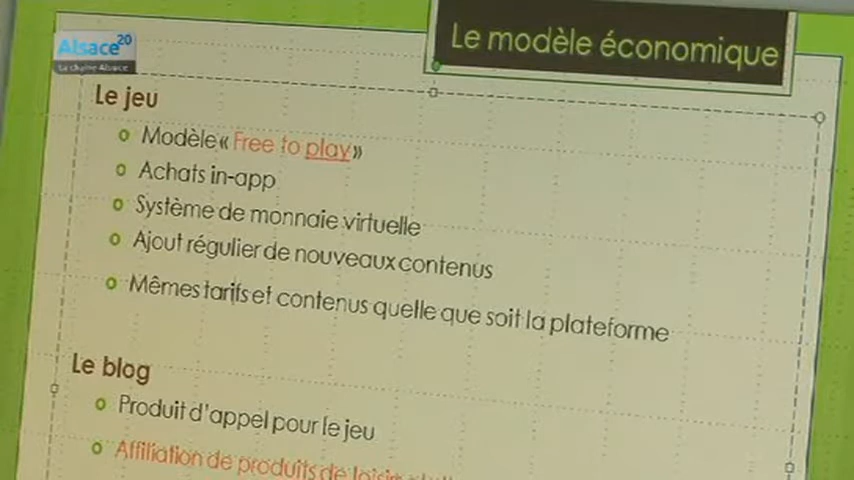 Alsace20
La chaîne Alsace
Le modèle économique
Le jeu
Modèle « Free to play »
Achats in-app
Système de monnaie virtuelle
Ajout régulier de nouveaux contenus
Mêmes tarifs et contenus quelle que soit la plateforme
Le blog
Produit d'appel pour le jeu
Affiliation de produits de